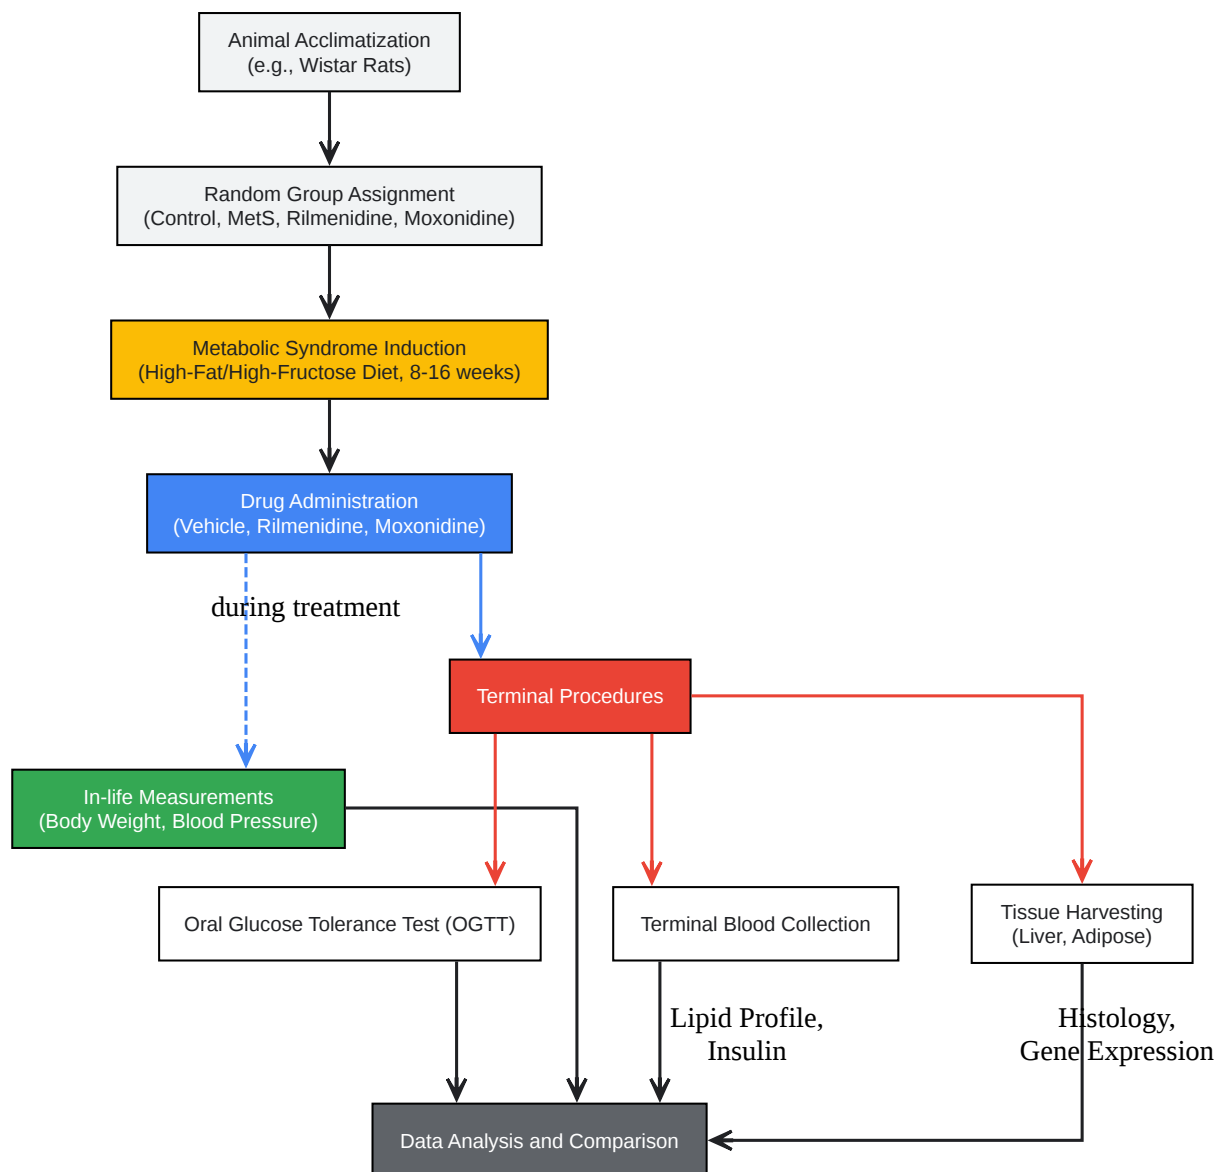 Animal Acclimatization
(e.g., Wistar Rats)
Random Group Assignment
(Control, MetS, Rilmenidine, Moxonidine)
Metabolic Syndrome Induction
(High-Fat/High-Fructose Diet, 8-16 weeks)
Drug Administration
(Vehicle, Rilmenidine, Moxonidine)
during treatment
Terminal Procedures
In-life Measurements
(Body Weight, Blood Pressure)
Oral Glucose Tolerance Test (OGTT)
Terminal Blood Collection
Tissue Harvesting
(Liver, Adipose)
Lipid Profile,
Insulin
Histology,
Gene Expression
Data Analysis and Comparison